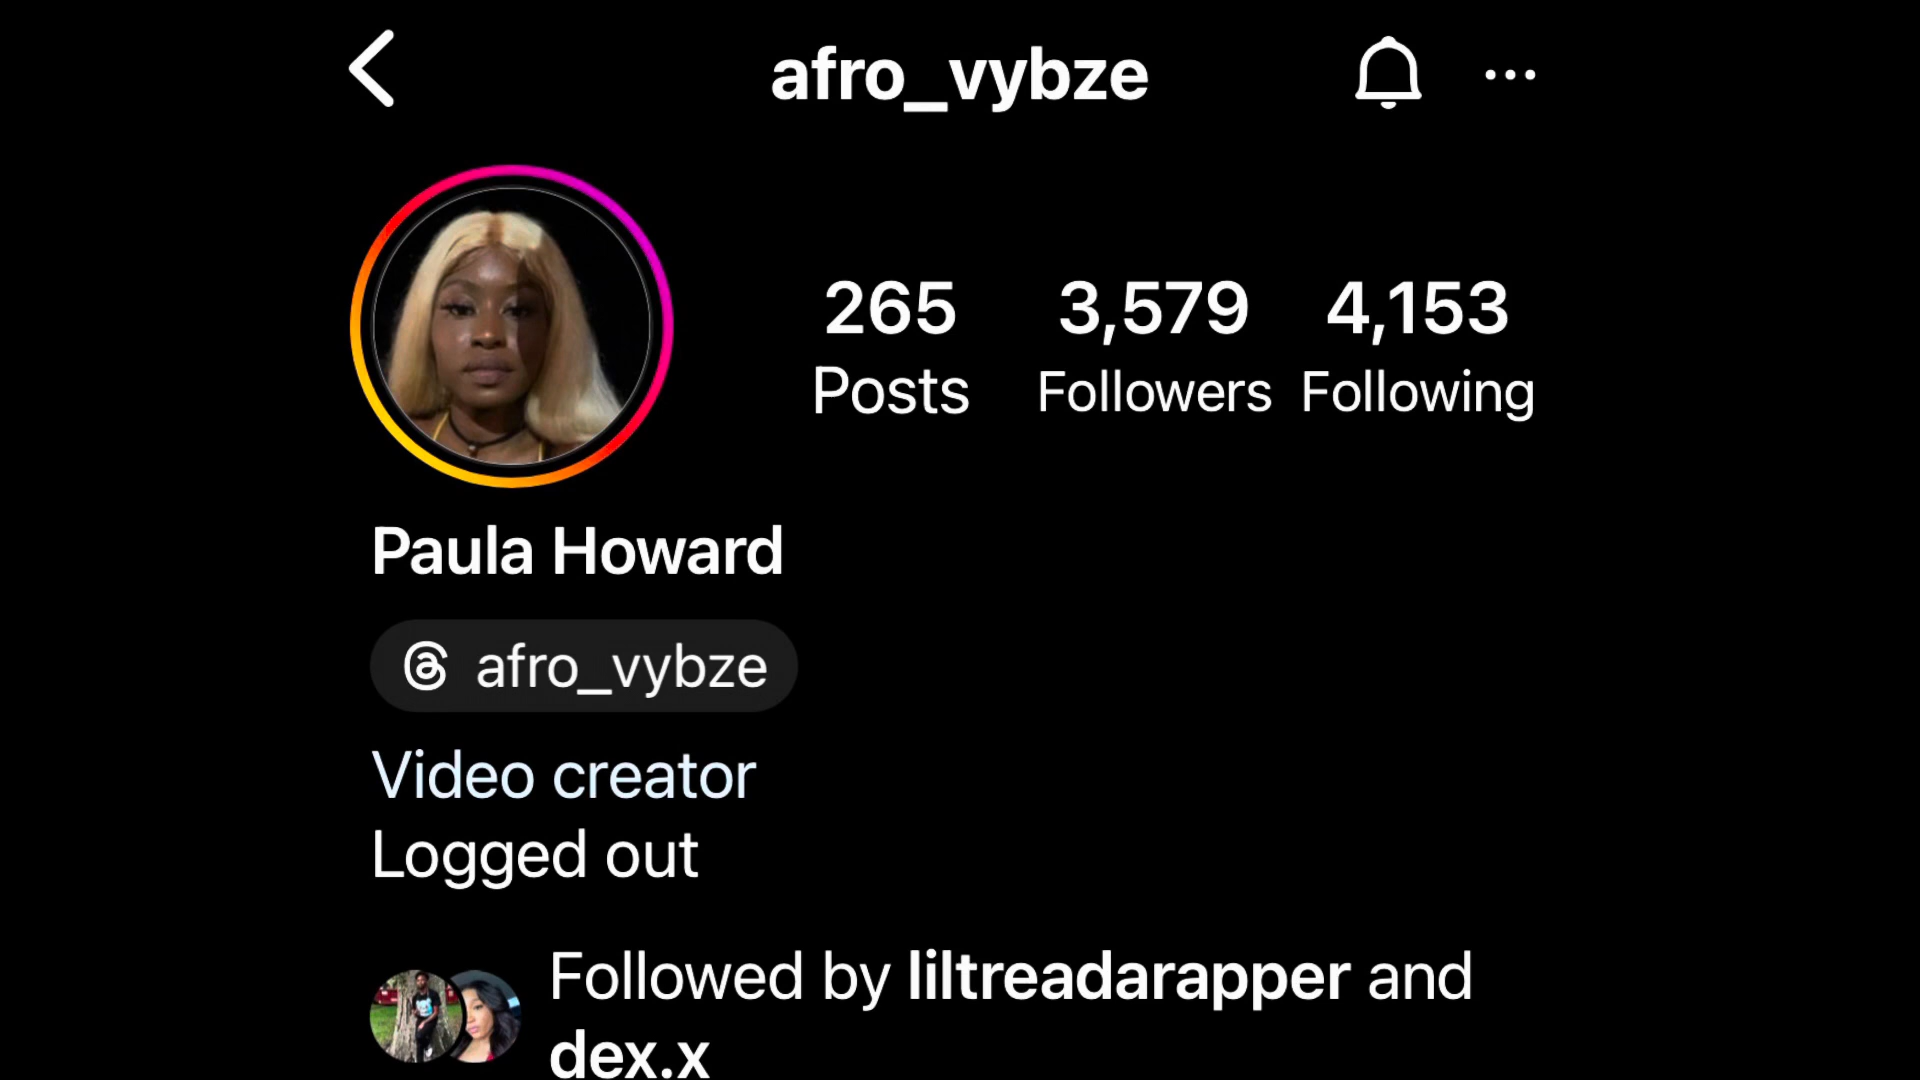 afro_vybze
265 3,579 4,153
Posts Followers Following
Paula Howard
afro_vybze
Video creator
Logged out
Followed by liltreadarapper and
dex.x